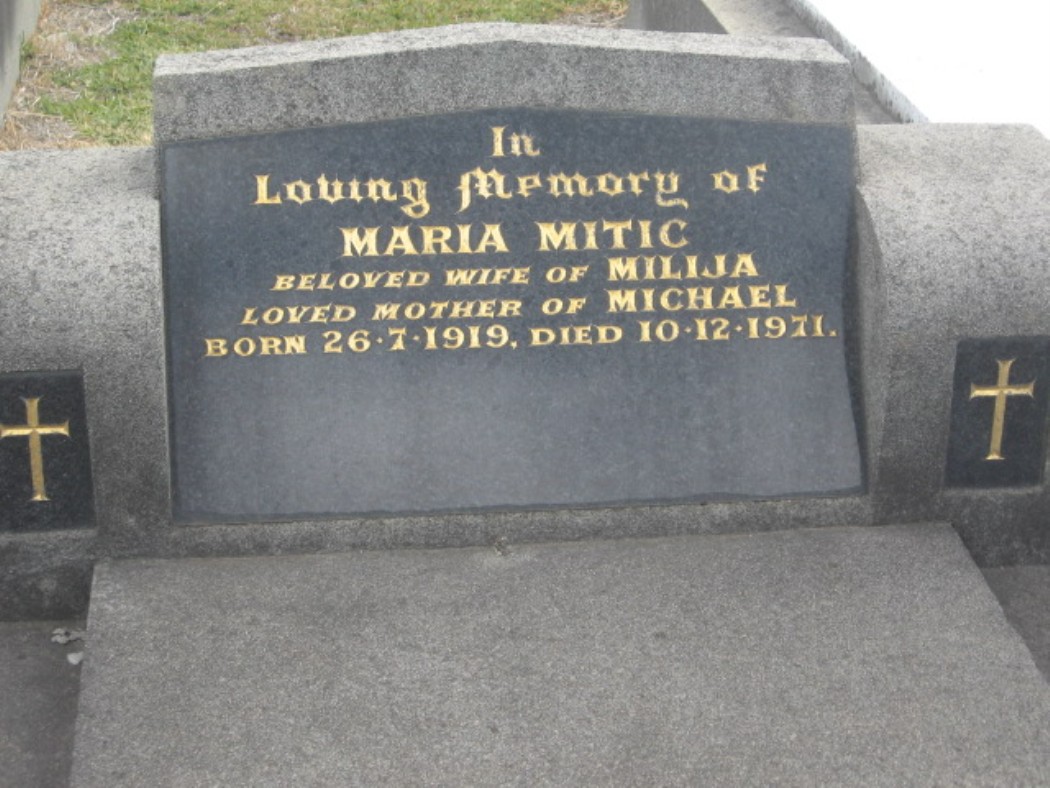 In
Loving Memory of
MARIA MITIC
BELOVED WIFE OF MILIJA
LOVED MOTHER OF MICHAEL
BORN 26·7·1919, DIED 10·12·1971.